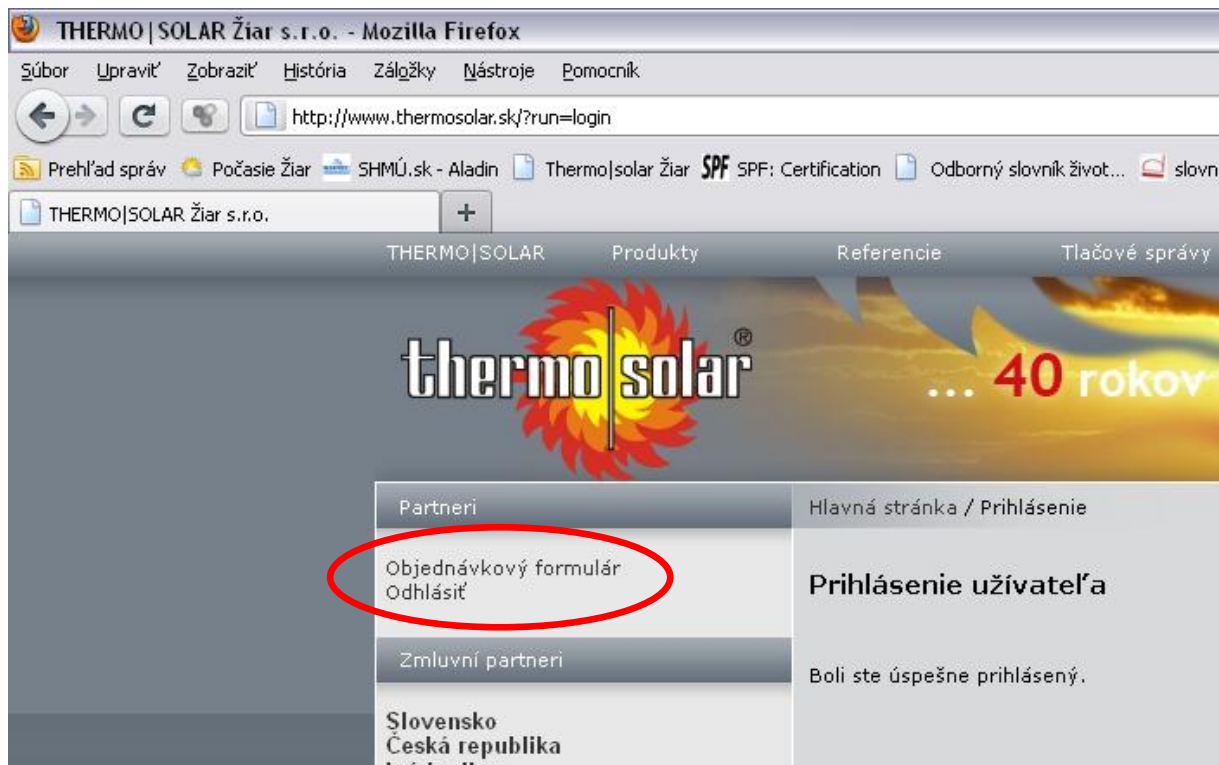 THERMO|SOLAR Žiar s.r.o. - Mozilla Firefox
Súbor Upraviť Zobraziť História Záložky Nástroje Pomocník
http://www.thermosolar.sk/?run=login
Prehľad správ Počasie Žiar SHMÚ.sk - Aladin Thermo|solar Žiar SPF SPF: Certification Odborný slovník život... slovn
THERMO|SOLAR Žiar s.r.o. +
THERMO|SOLAR Produkty Referencie Tlačové správy
thermo|solar®
... 40 rokov
Partneri
Hlavná stránka / Prihlásenie
Objednávkový formulár
Odhlásiť
Prihlásenie užívateľa
Zmluvní partneri
Boli ste úspešne prihlásený.
Slovensko
Česká republika